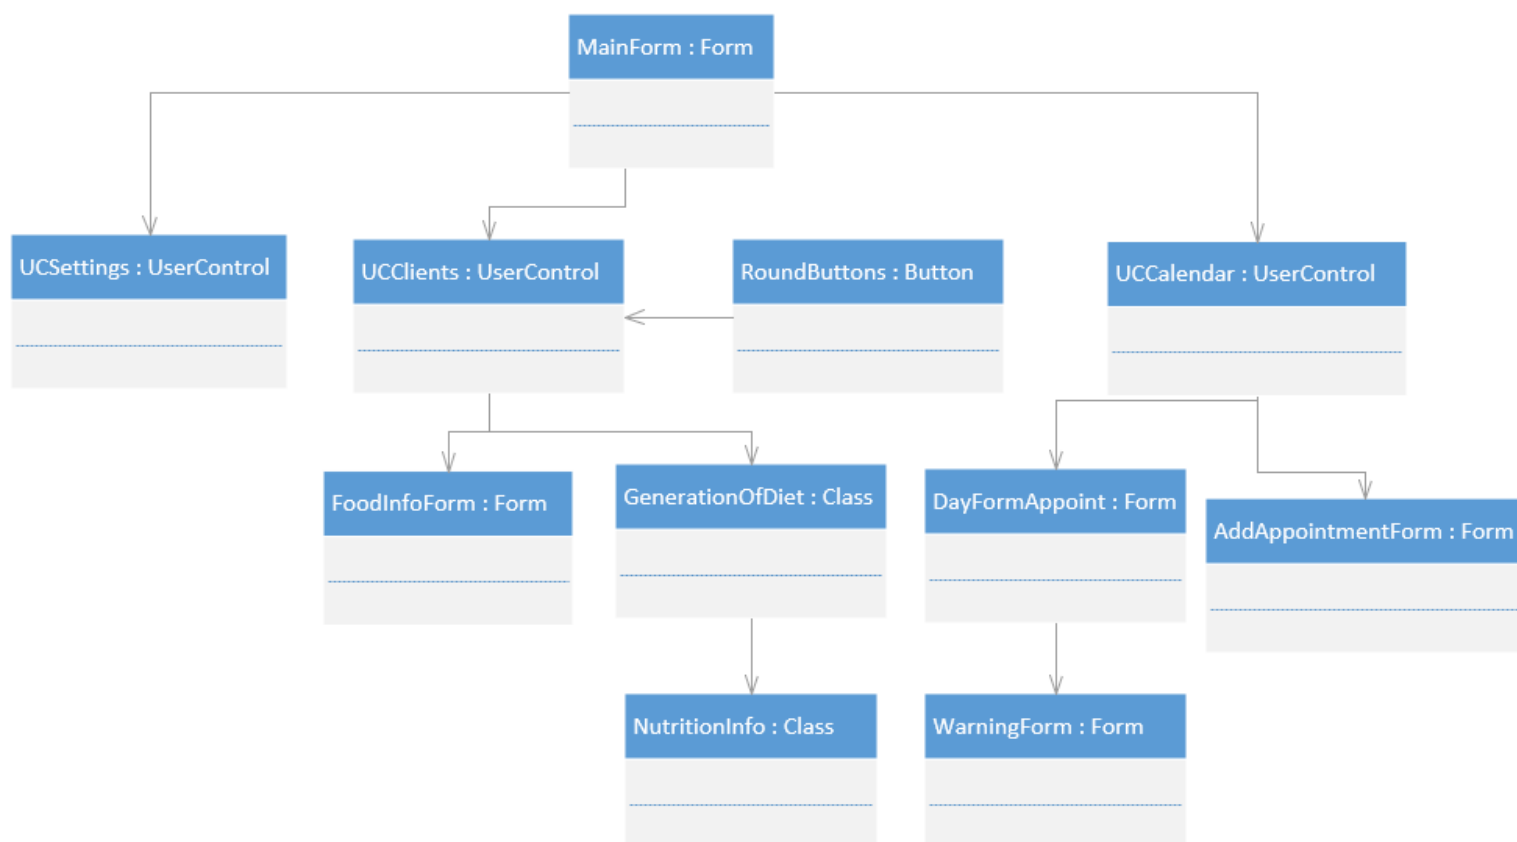 MainForm : Form
UCSettings : UserControl
UCClients : UserControl
RoundButtons : Button
UCCalendar : UserControl
FoodInfoForm : Form
GenerationOfDiet : Class
DayFormAppoint : Form
AddAppointmentForm : Form
NutritionInfo : Class
WarningForm : Form